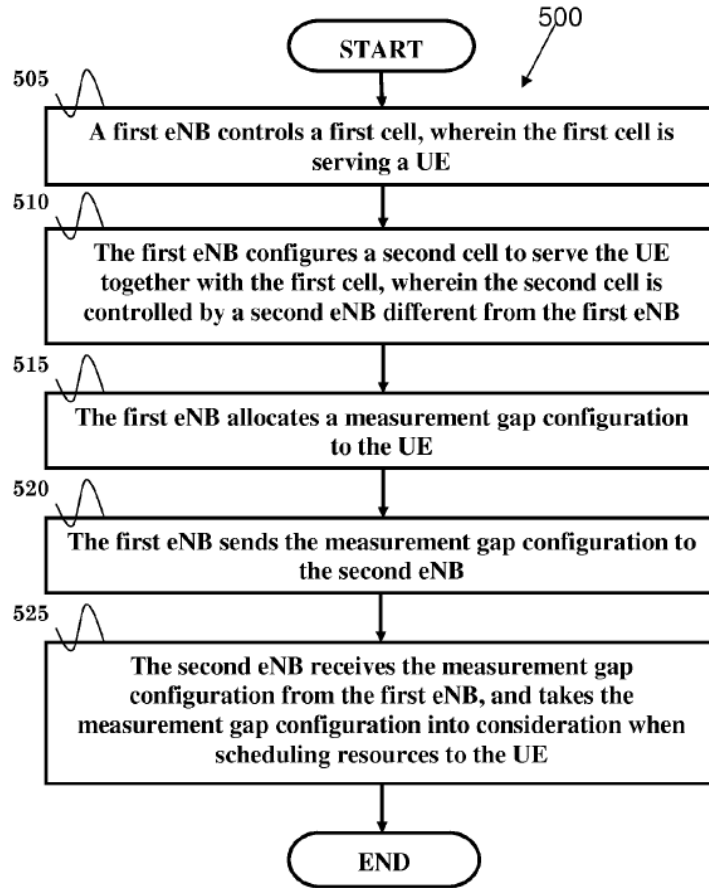 500
START
505
A first eNB controls a first cell, wherein the first cell is
serving a UE
510
The first eNB configures a second cell to serve the UE
together with the first cell, wherein the second cell is
controlled by a second eNB different from the first eNB
515
The first eNB allocates a measurement gap configuration
to the UE
520
The first eNB sends the measurement gap configuration to
the second eNB
525
The second eNB receives the measurement gap
configuration from the first eNB, and takes the
measurement gap configuration into consideration when
scheduling resources to the UE
END